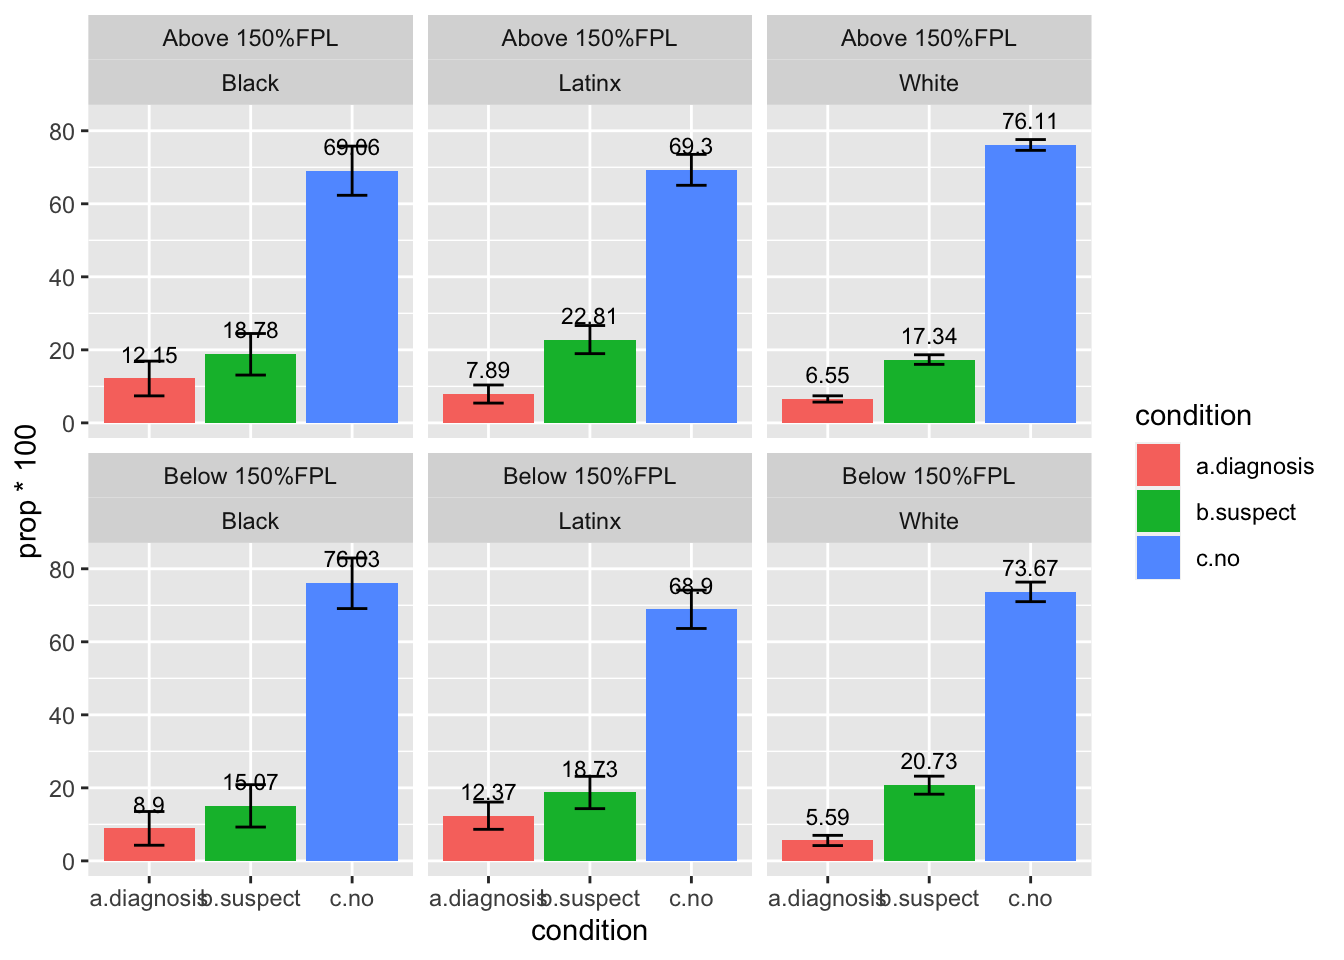 Above 150%FPL Above 150%FPL Above 150%FPL
Black Latinx White
80
60
40
20
0
12.15 18.78 69.06
7.89 22.81 69.3
6.55 17.34 76.11
Below 150%FPL Below 150%FPL Below 150%FPL
Black Latinx White
80
60
40
20
0
8.9 15.07 76.03
12.37 18.73 68.9
5.59 20.73 73.67
a.diagnosis b.suspect c.no a.diagnosis b.suspect c.no a.diagnosis b.suspect c.no
condition
prop * 100
condition
a.diagnosis
b.suspect
c.no